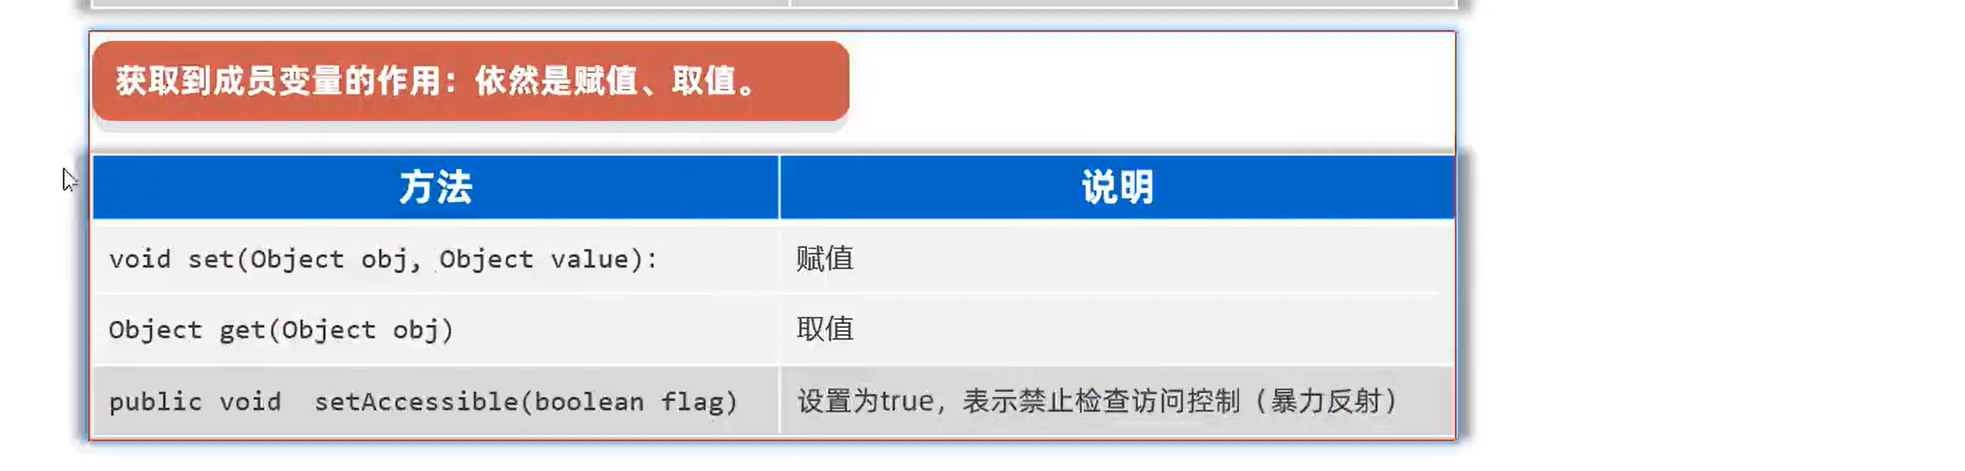 获取到成员变量的作用：依然是赋值、取值。
方法 说明
void set(Object obj, Object value): 赋值
Object get(Object obj) 取值
public void  setAccessible(boolean flag) 设置为true，表示禁止检查访问控制（暴力反射）